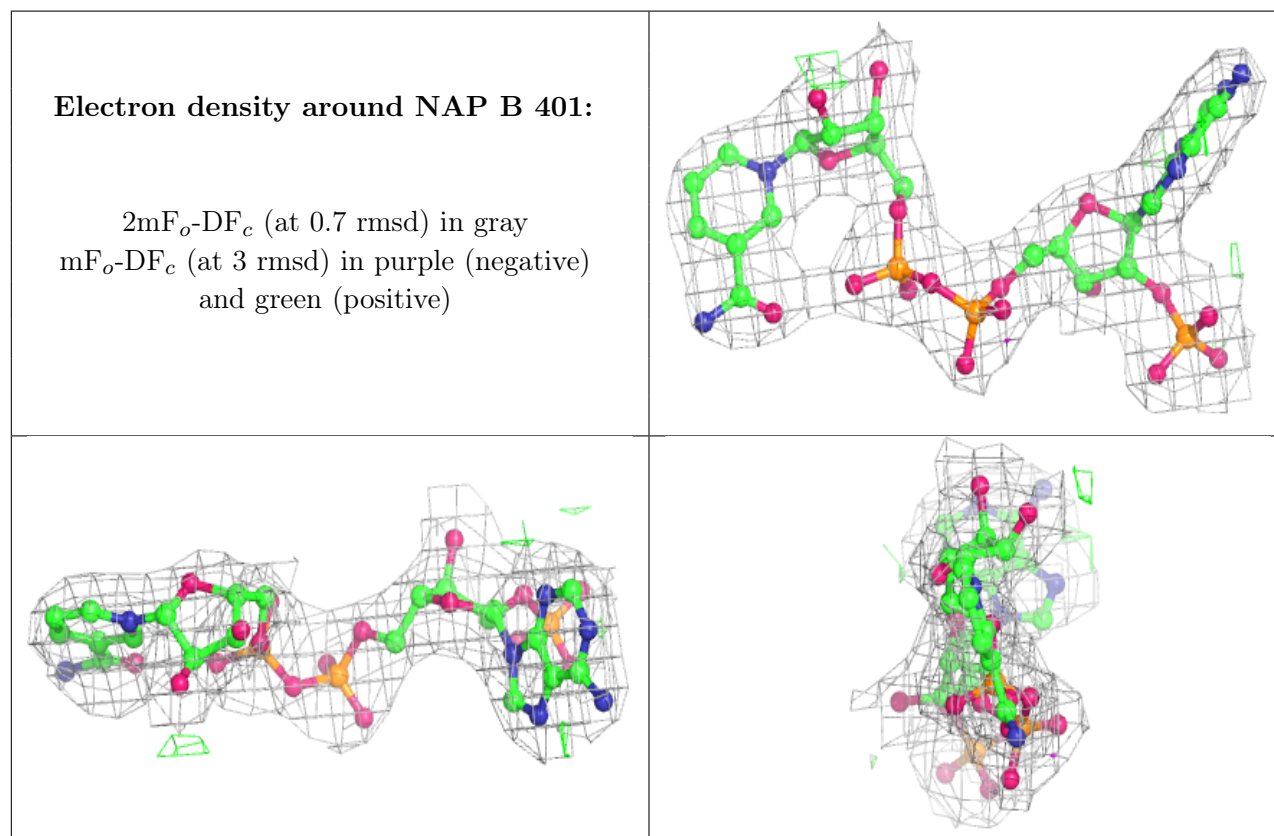 Electron density around NAP B 401:
2mFo-DFc (at 0.7 rmsd) in gray
mFo-DFc (at 3 rmsd) in purple (negative)
and green (positive)